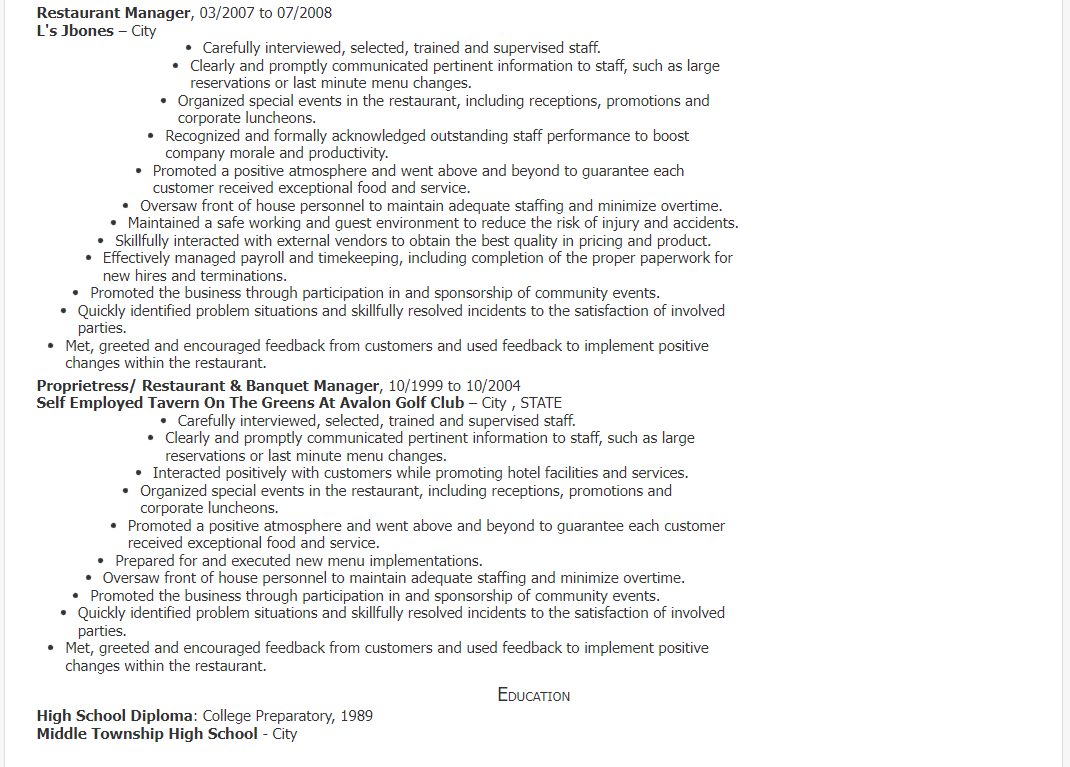 Restaurant Manager, 03/2007 to 07/2008
L's Jbones – City
• Carefully interviewed, selected, trained and supervised staff.
• Clearly and promptly communicated pertinent information to staff, such as large
reservations or last minute menu changes.
• Organized special events in the restaurant, including receptions, promotions and
corporate luncheons.
• Recognized and formally acknowledged outstanding staff performance to boost
company morale and productivity.
• Promoted a positive atmosphere and went above and beyond to guarantee each
customer received exceptional food and service.
• Oversaw front of house personnel to maintain adequate staffing and minimize overtime.
• Maintained a safe working and guest environment to reduce the risk of injury and accidents.
• Skillfully interacted with external vendors to obtain the best quality in pricing and product.
• Effectively managed payroll and timekeeping, including completion of the proper paperwork for
new hires and terminations.
• Promoted the business through participation in and sponsorship of community events.
• Quickly identified problem situations and skillfully resolved incidents to the satisfaction of involved
parties.
• Met, greeted and encouraged feedback from customers and used feedback to implement positive
changes within the restaurant.
Proprietress/ Restaurant & Banquet Manager, 10/1999 to 10/2004
Self Employed Tavern On The Greens At Avalon Golf Club – City , STATE
• Carefully interviewed, selected, trained and supervised staff.
• Clearly and promptly communicated pertinent information to staff, such as large
reservations or last minute menu changes.
• Interacted positively with customers while promoting hotel facilities and services.
• Organized special events in the restaurant, including receptions, promotions and
corporate luncheons.
• Promoted a positive atmosphere and went above and beyond to guarantee each customer
received exceptional food and service.
• Prepared for and executed new menu implementations.
• Oversaw front of house personnel to maintain adequate staffing and minimize overtime.
• Promoted the business through participation in and sponsorship of community events.
• Quickly identified problem situations and skillfully resolved incidents to the satisfaction of involved
parties.
• Met, greeted and encouraged feedback from customers and used feedback to implement positive
changes within the restaurant.
Education
High School Diploma: College Preparatory, 1989
Middle Township High School - City